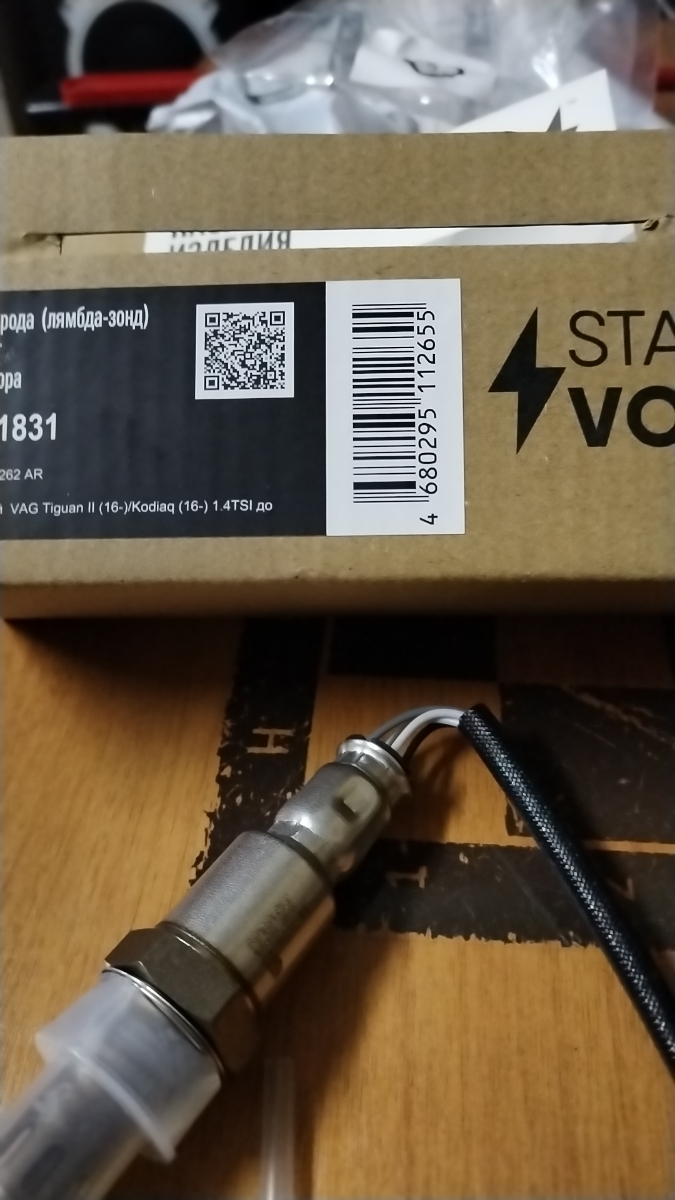 ИЗДЕЛИЯ
рода (лямбда-зонд)
ора
1831
262 AR
VAG Tiguan II (16-)/Kodiaq (16-) 1.4TSI до
4 680295 112655
STA
VO
H